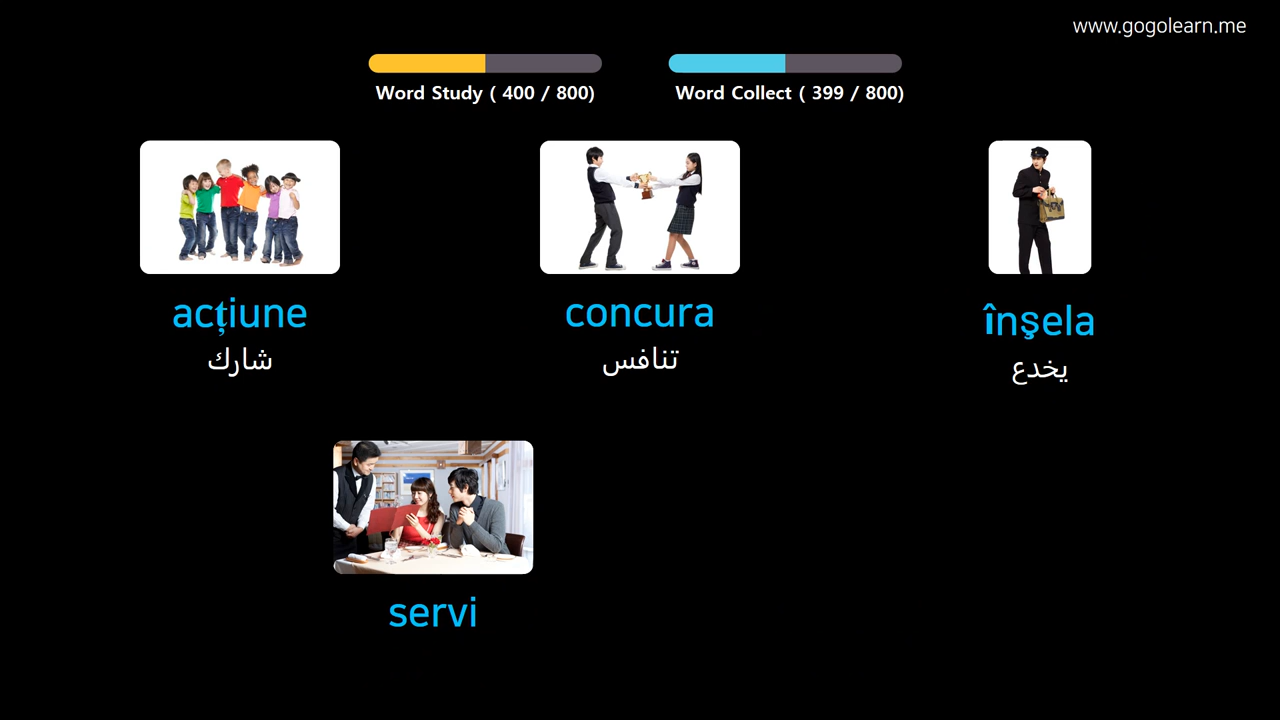 www.gogolearn.me
Word Study ( 400 / 800)
Word Collect ( 399 / 800)
acțiune
شارك
concura
تنافس
înşela
يخدع
servi